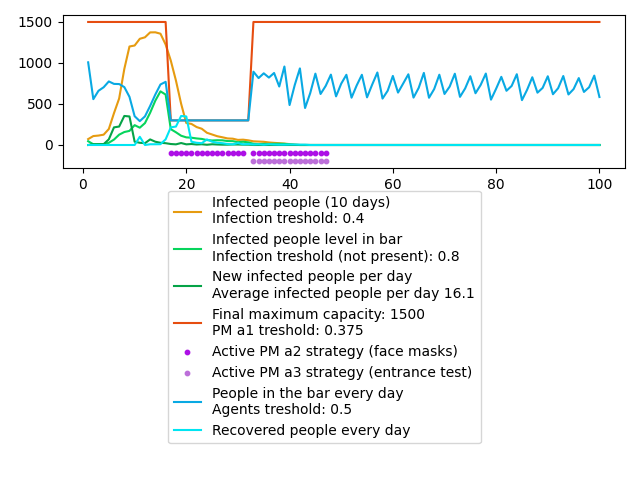 1500
1000
500
0
0 20 40 60 80 100
Infected people (10 days)
Infection treshold: 0.4
Infected people level in bar
Infection treshold (not present): 0.8
New infected people per day
Average infected people per day 16.1
Final maximum capacity: 1500
PM a1 treshold: 0.375
Active PM a2 strategy (face masks)
Active PM a3 strategy (entrance test)
People in the bar every day
Agents treshold: 0.5
Recovered people every day